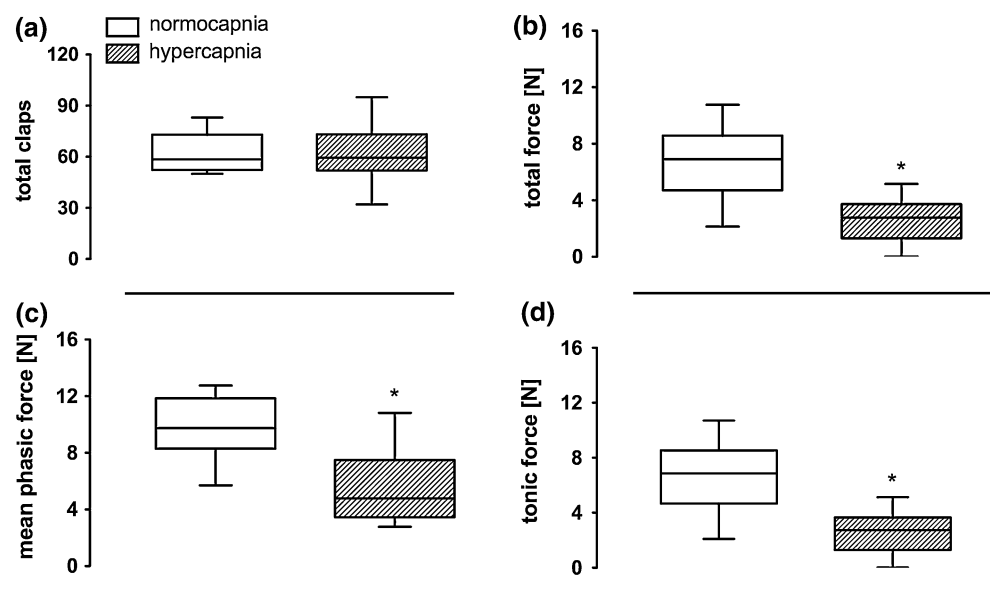 (a)
normocapnia
hypercapnia
total claps
120
90
60
30
0
(b)
total force [N]
16
12
8
4
0
*
(c)
mean phasic force [N]
16
12
8
4
0
*
(d)
tonic force [N]
16
12
8
4
0
*